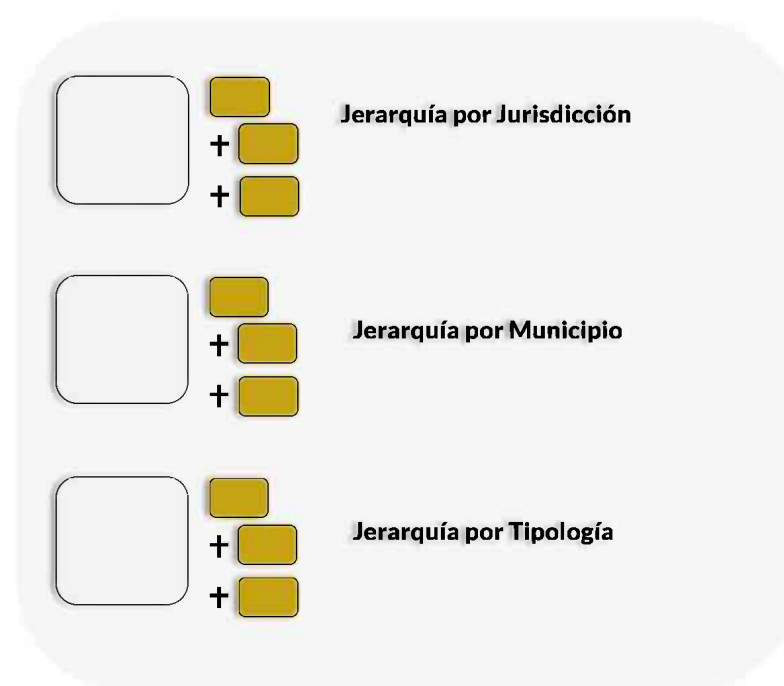 Jerarquía por Jurisdicción
+
+
Jerarquía por Municipio
+
+
Jerarquía por Tipología
+
+